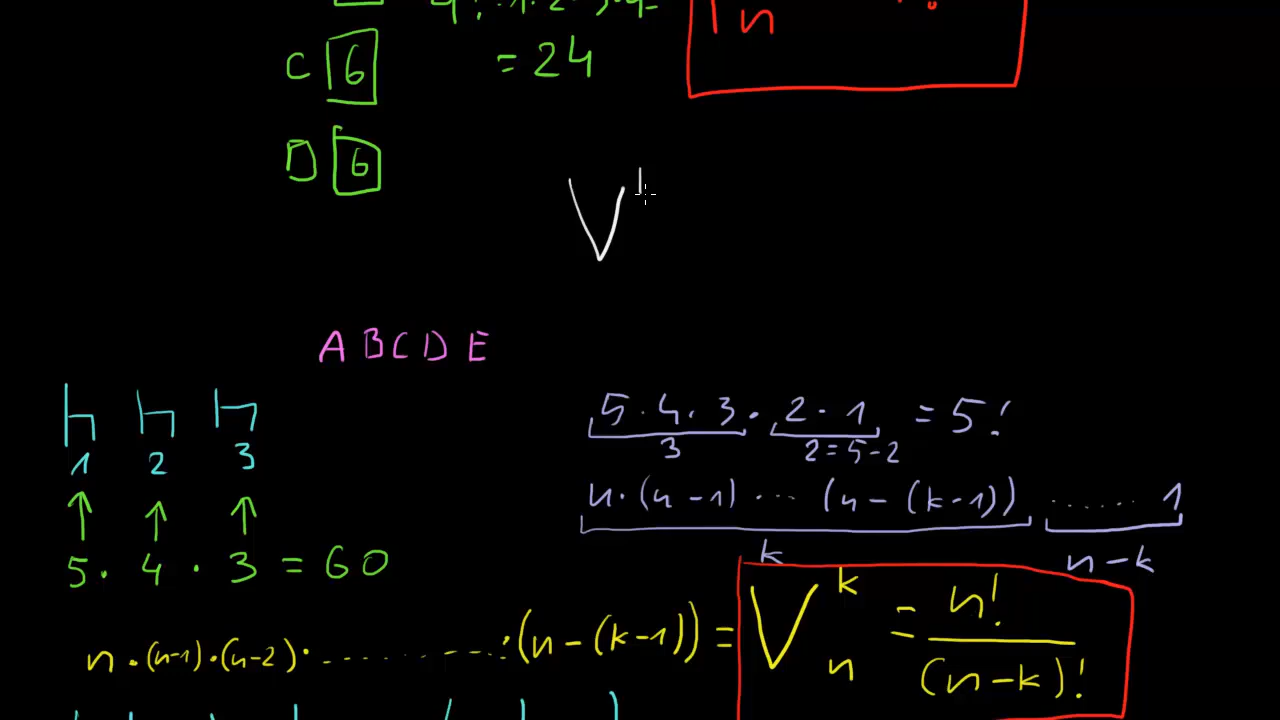 C 6
= 24
n
D 6
V
A B C D E
1 2 3
5 · 4 · 3 = 60
5 · 4 · 3 · 2 · 1 = 5!
3 2 = 5 - 2
n · (n - 1) ··· (n - (k - 1)) ...... 1
k n - k
n · (n-1) · (n-2) · ........... · (n - (k-1)) = V k n = n! / (n-k)!